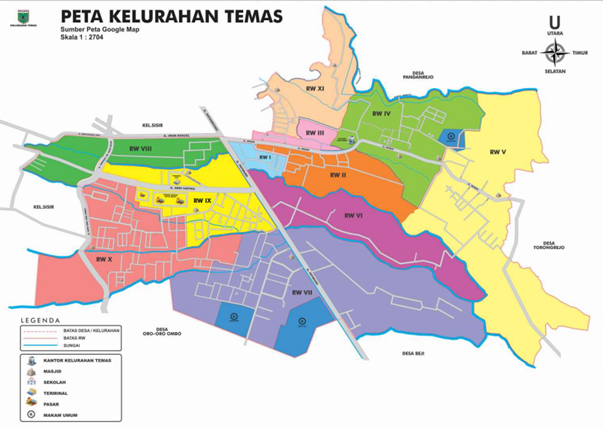 KELURAHAN TEMAS
PETA KELURAHAN TEMAS
Sumber Peta Google Map
Skala 1 : 2704
U
UTARA
BARAT
TIMUR
SELATAN
DESA
PANDANREJO
RW XI
RW IV
RW III
RW V
KEL.SISIR
RW VIII
RW I
RW II
KEL.SISIR
RW IX
RW VI
DESA
TORONGREJO
RW X
RW VII
DESA
ORO-ORO OMBO
DESA BEJI
LEGENDA
BATAS DESA / KELURAHAN
BATAS RW
SUNGAI
KANTOR KELURAHAN TEMAS
MASJID
SEKOLAH
TERMINAL
PASAR
MAKAM UMUM